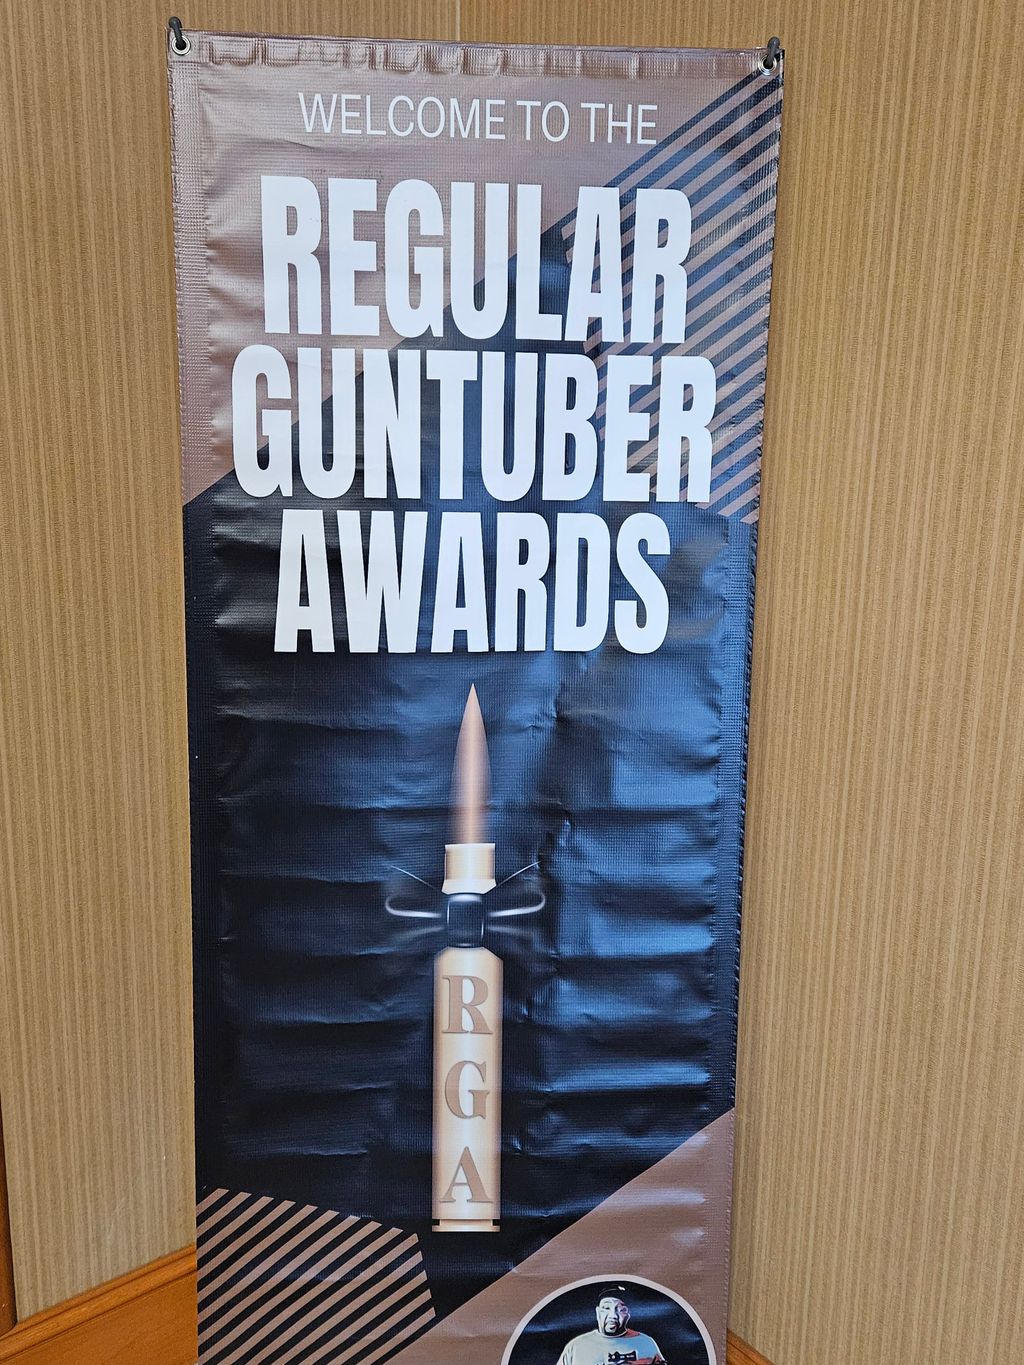 WELCOME TO THE
REGULAR
GUNTUBER
AWARDS
R
G
A